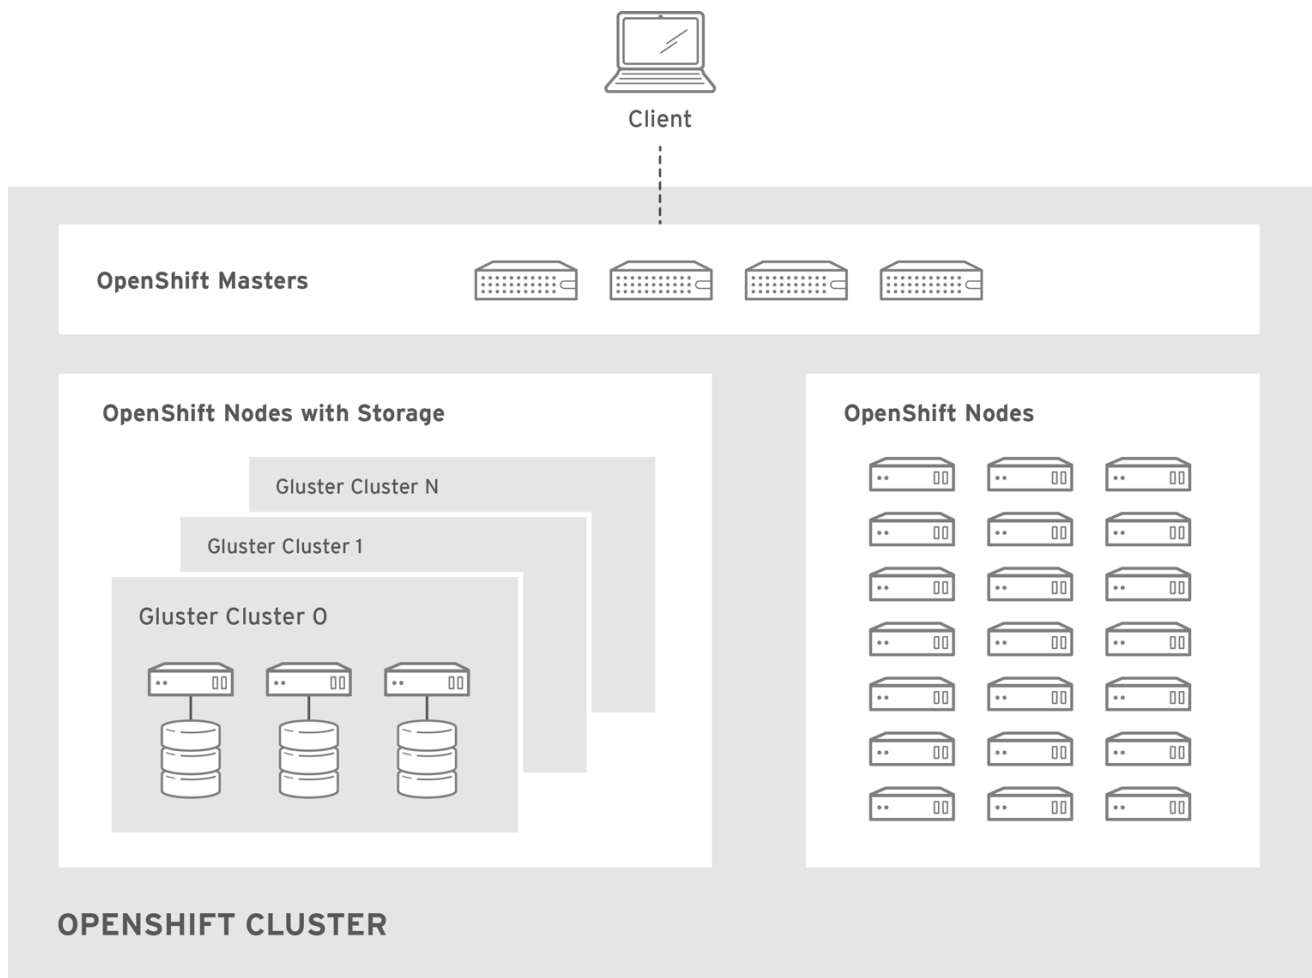 Client
OpenShift Masters
OpenShift Nodes with Storage
Gluster Cluster N
Gluster Cluster 1
Gluster Cluster 0
OpenShift Nodes
OPENSHIFT CLUSTER